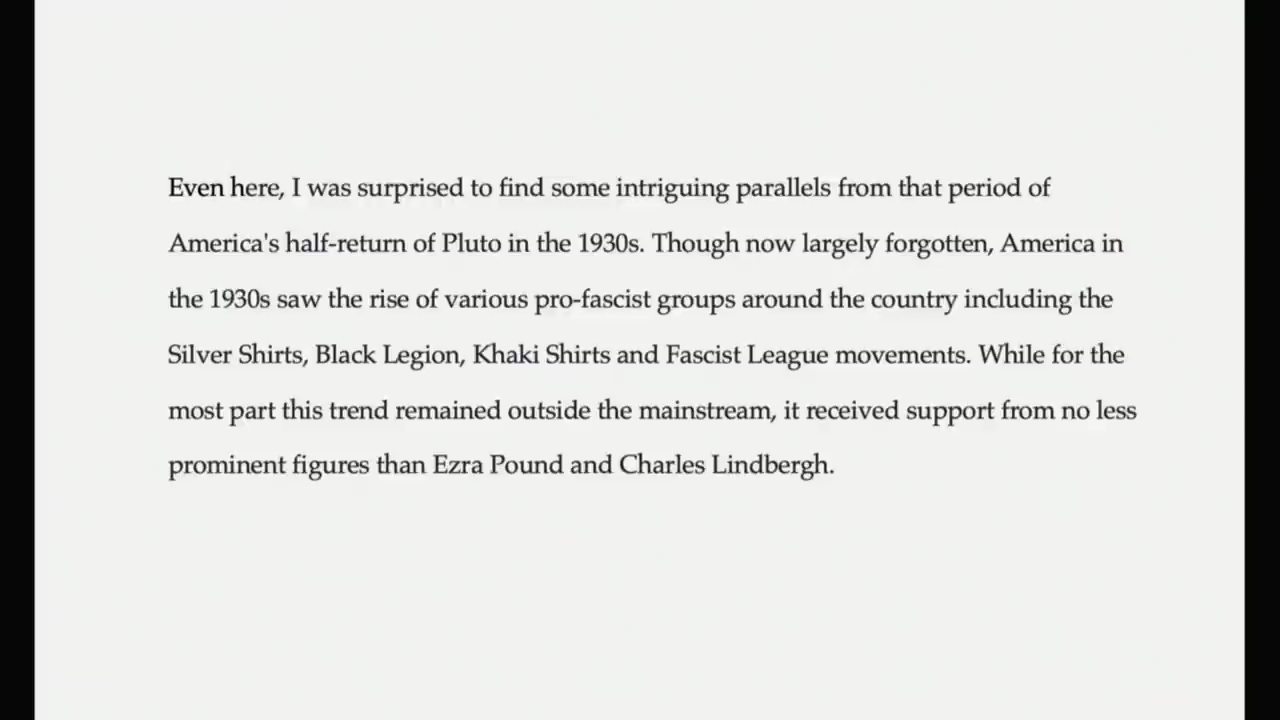 Even here, I was surprised to find some intriguing parallels from that period of
America's half-return of Pluto in the 1930s. Though now largely forgotten, America in
the 1930s saw the rise of various pro-fascist groups around the country including the
Silver Shirts, Black Legion, Khaki Shirts and Fascist League movements. While for the
most part this trend remained outside the mainstream, it received support from no less
prominent figures than Ezra Pound and Charles Lindbergh.